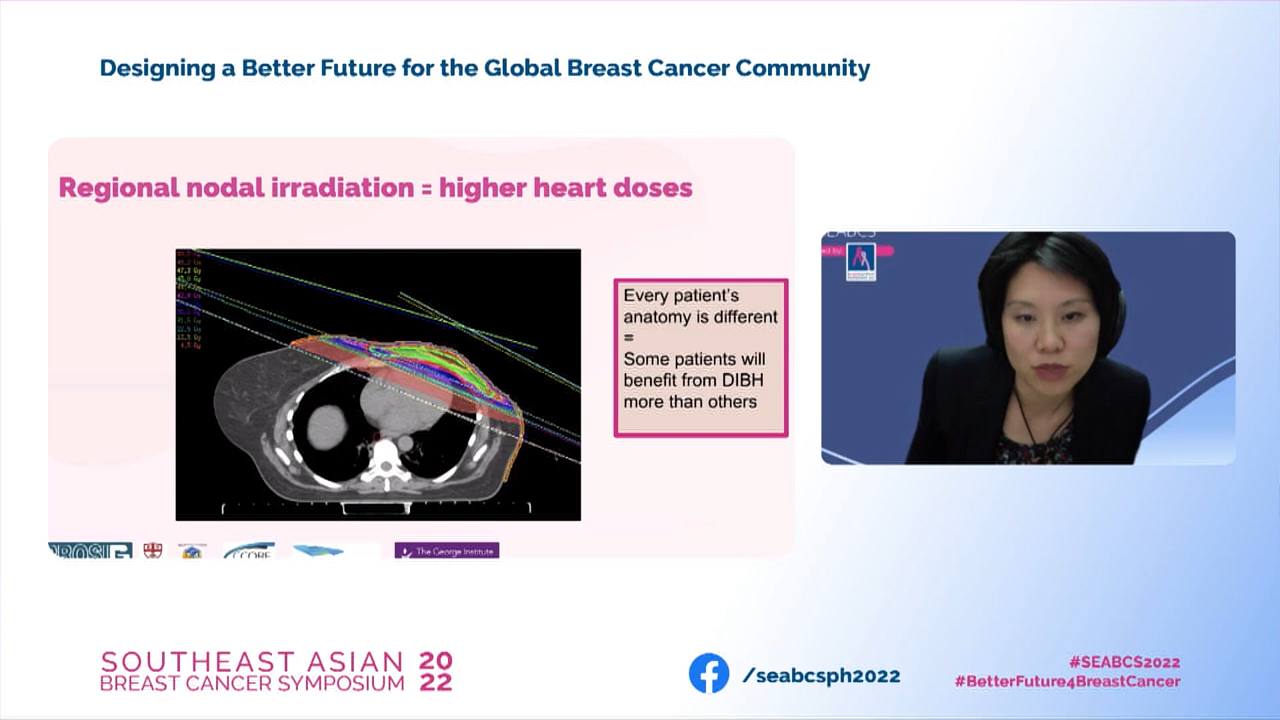 Designing a Better Future for the Global Breast Cancer Community
Regional nodal irradiation = higher heart doses
Every patient's
anatomy is different
=
Some patients will
benefit from DIBH
more than others
The George Institute
SOUTHEAST ASIAN 20
BREAST CANCER SYMPOSIUM 22
/seabcsph2022
#SEABCS2022
#BetterFuture4BreastCancer